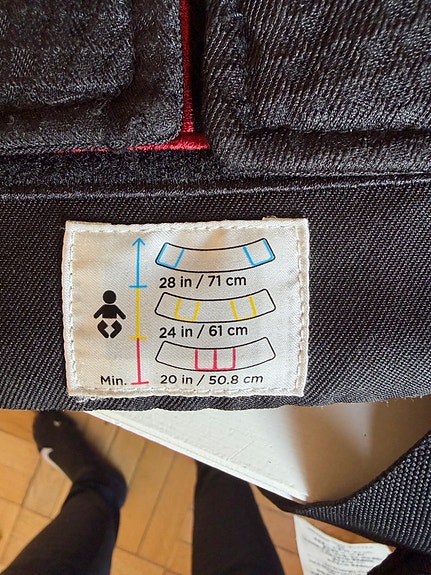 28 in / 71 cm
24 in / 61 cm
Min. 20 in / 50.8 cm